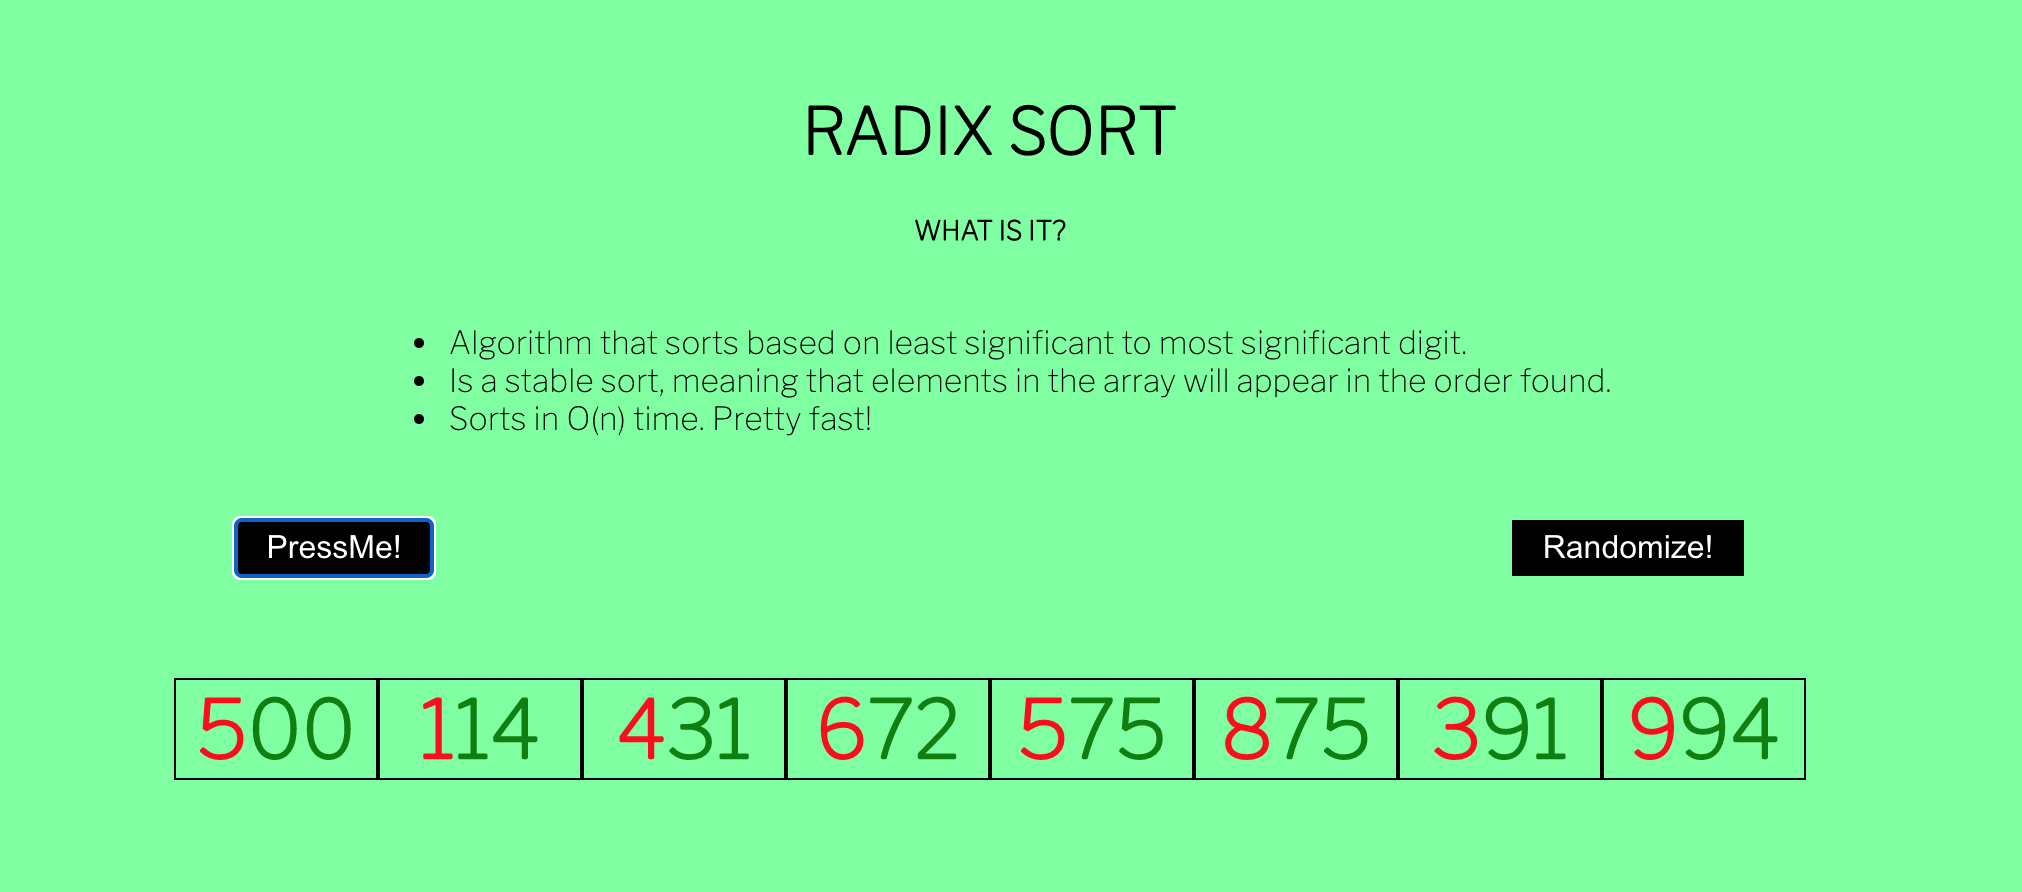 RADIX SORT
WHAT IS IT?
• Algorithm that sorts based on least significant to most significant digit.
• Is a stable sort, meaning that elements in the array will appear in the order found.
• Sorts in O(n) time. Pretty fast!
PressMe! Randomize!
500 114 431 672 575 875 391 994